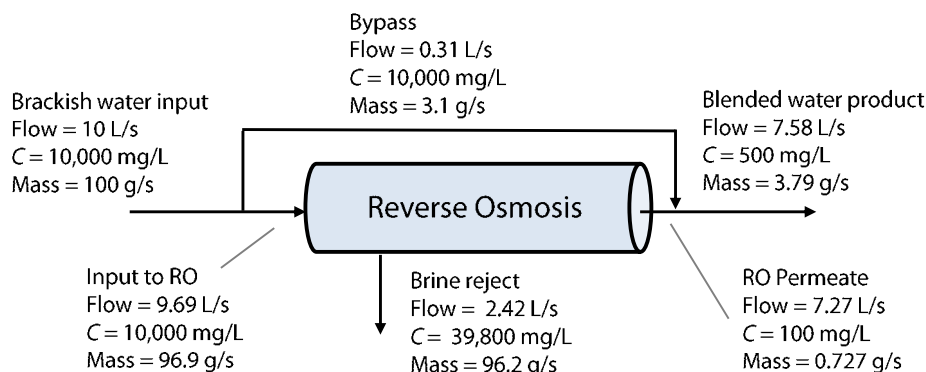 Bypass
Flow = 0.31 L/s
C = 10,000 mg/L
Mass = 3.1 g/s
Brackish water input
Flow = 10 L/s
C = 10,000 mg/L
Mass = 100 g/s
Blended water product
Flow = 7.58 L/s
C = 500 mg/L
Mass = 3.79 g/s
Reverse Osmosis
Input to RO
Flow = 9.69 L/s
C = 10,000 mg/L
Mass = 96.9 g/s
Brine reject
Flow = 2.42 L/s
C = 39,800 mg/L
Mass = 96.2 g/s
RO Permeate
Flow = 7.27 L/s
C = 100 mg/L
Mass = 0.727 g/s